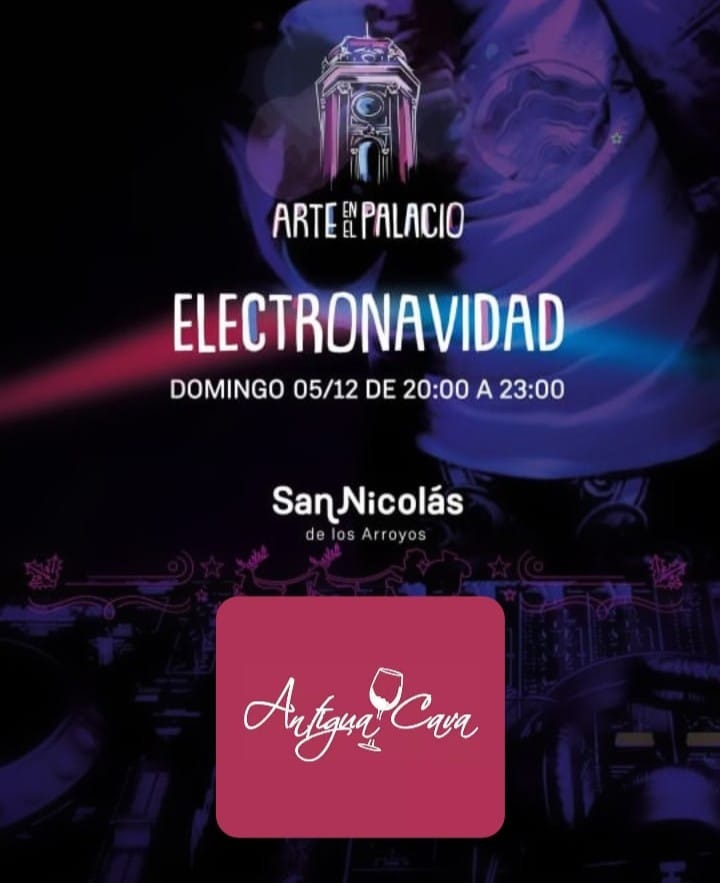 ARTE EN EL PALACIO
ELECTRONAVIDAD
DOMINGO 05/12 DE 20:00 A 23:00
San Nicolás
de los Arroyos
Antigua Cava